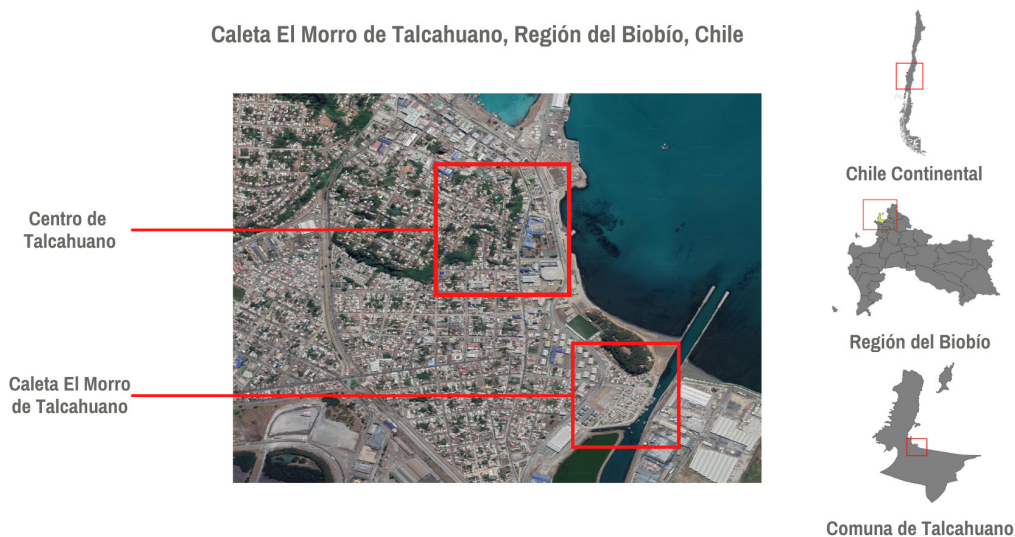 Caleta El Morro de Talcahuano, Región del Biobío, Chile
Centro de
Talcahuano
Caleta El Morro
de Talcahuano
Chile Continental
Región del Biobío
Comuna de Talcahuano